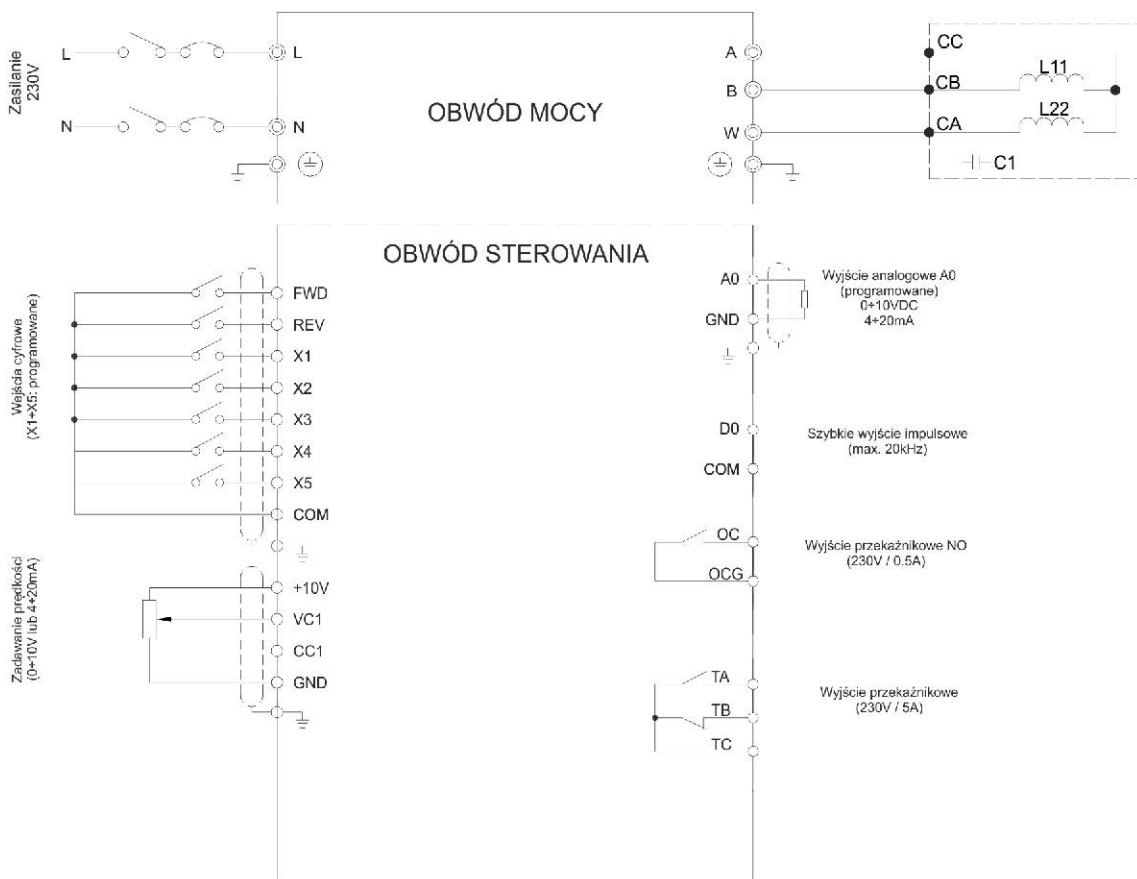 Zasilanie
230V
L
L
N
N
OBWÓD MOCY
A
B
W
CC
CB
CA
L11
L22
C1
OBWÓD STEROWANIA
Wejścia cyfrowe
(X1÷X5: programowane)
FWD
REV
X1
X2
X3
X4
X5
COM
Zadawanie prędkości
(0÷10V lub 4÷20mA)
+10V
VC1
CC1
GND
A0
GND
Wyjście analogowe A0
(programowane)
0÷10VDC
4÷20mA
D0
COM
Szybkie wyjście impulsowe
(max. 20kHz)
OC
OCG
Wyjście przekaźnikowe NO
(230V / 0.5A)
TA
TB
TC
Wyjście przekaźnikowe
(230V / 5A)